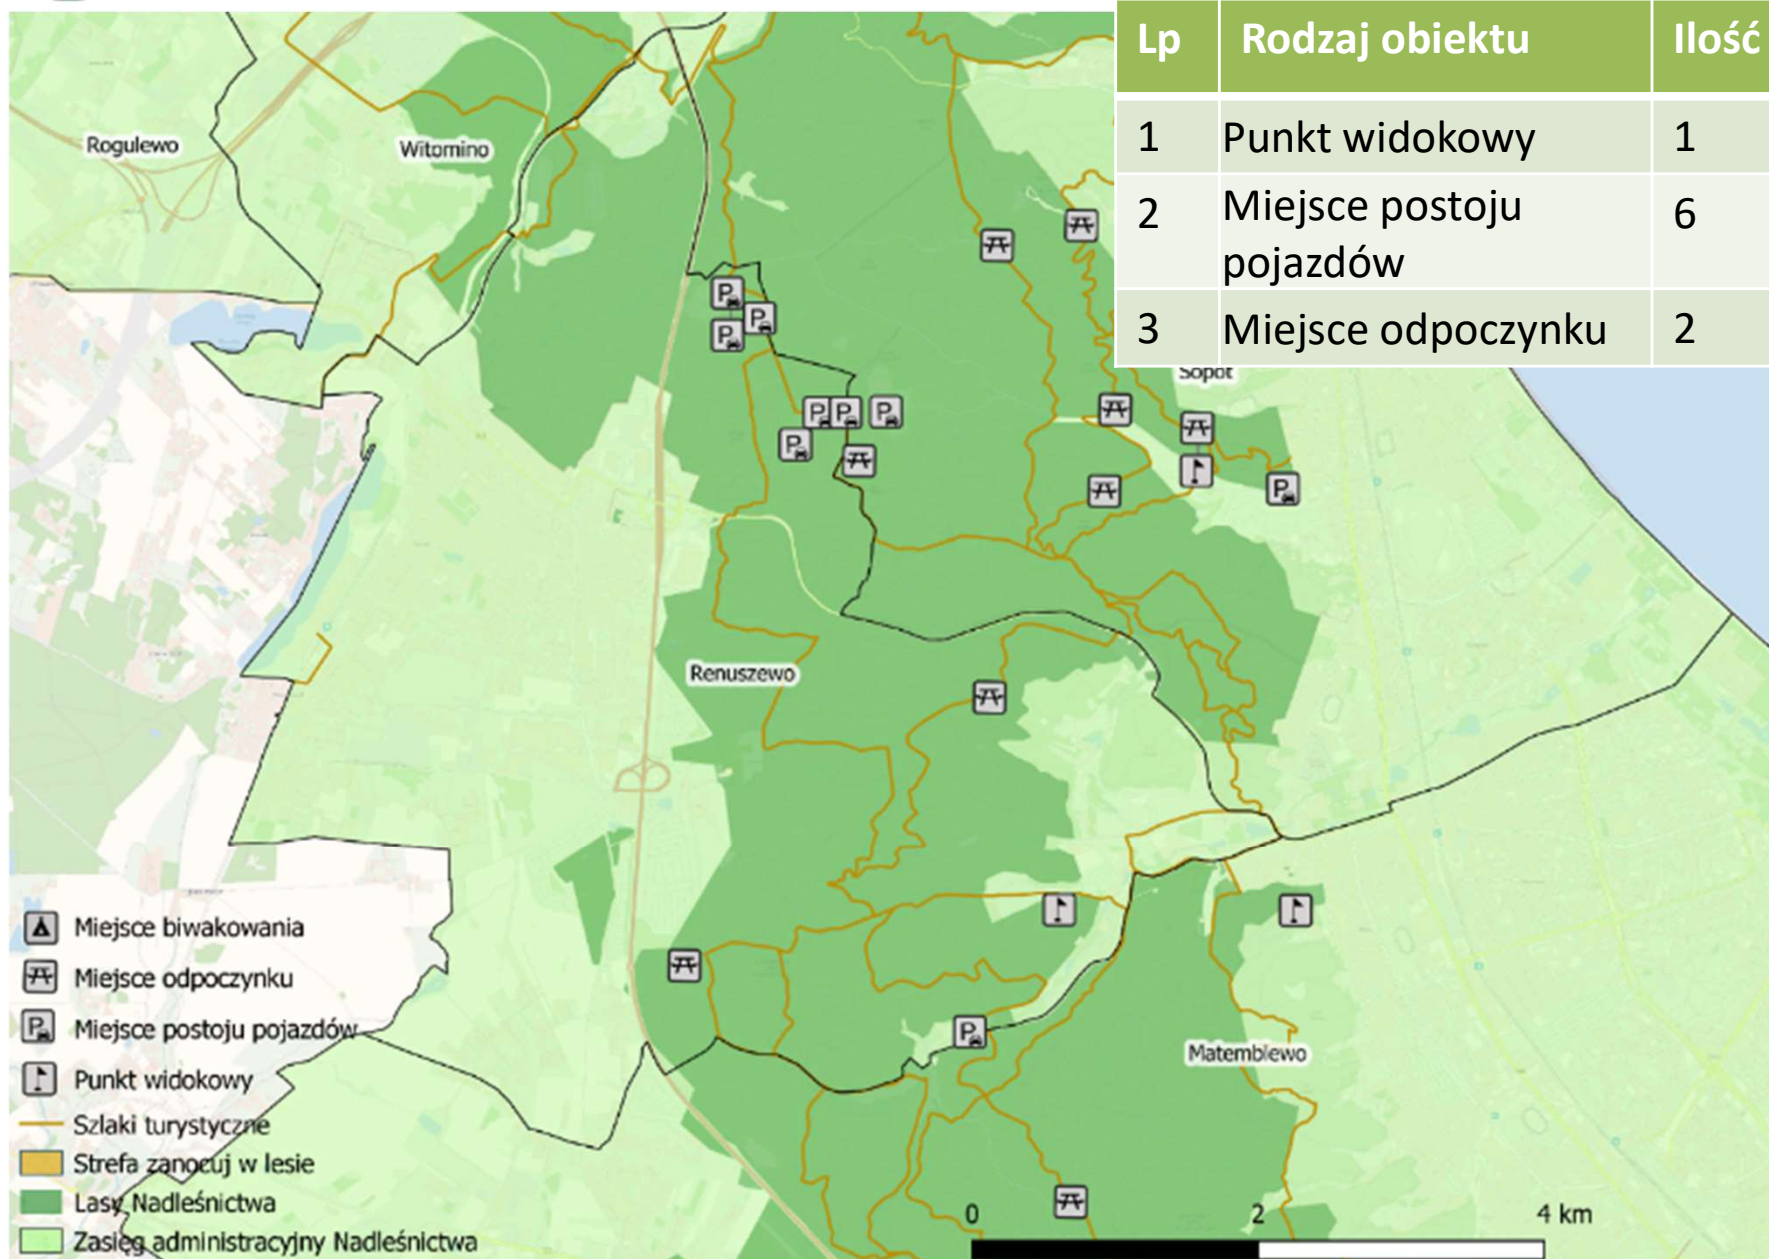 Lp Rodzaj obiektu Ilość
1 Punkt widokowy 1
2 Miejsce postoju pojazdów 6
3 Miejsce odpoczynku 2
Rogulewo
Witomino
Sopot
P
P
P
P
P
P
P
P
Renuszewo
P
Matemblewo
Miejsce biwakowania
Miejsce odpoczynku
P Miejsce postoju pojazdów
Punkt widokowy
Szlaki turystyczne
Strefa zanocuj w lesie
Lasy Nadleśnictwa
Zasięg administracyjny Nadleśnictwa
0 2 4 km